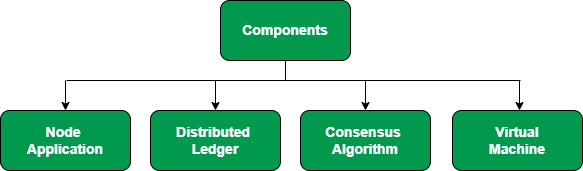 Components
Node
Application
Distributed
Ledger
Consensus
Algorithm
Virtual
Machine